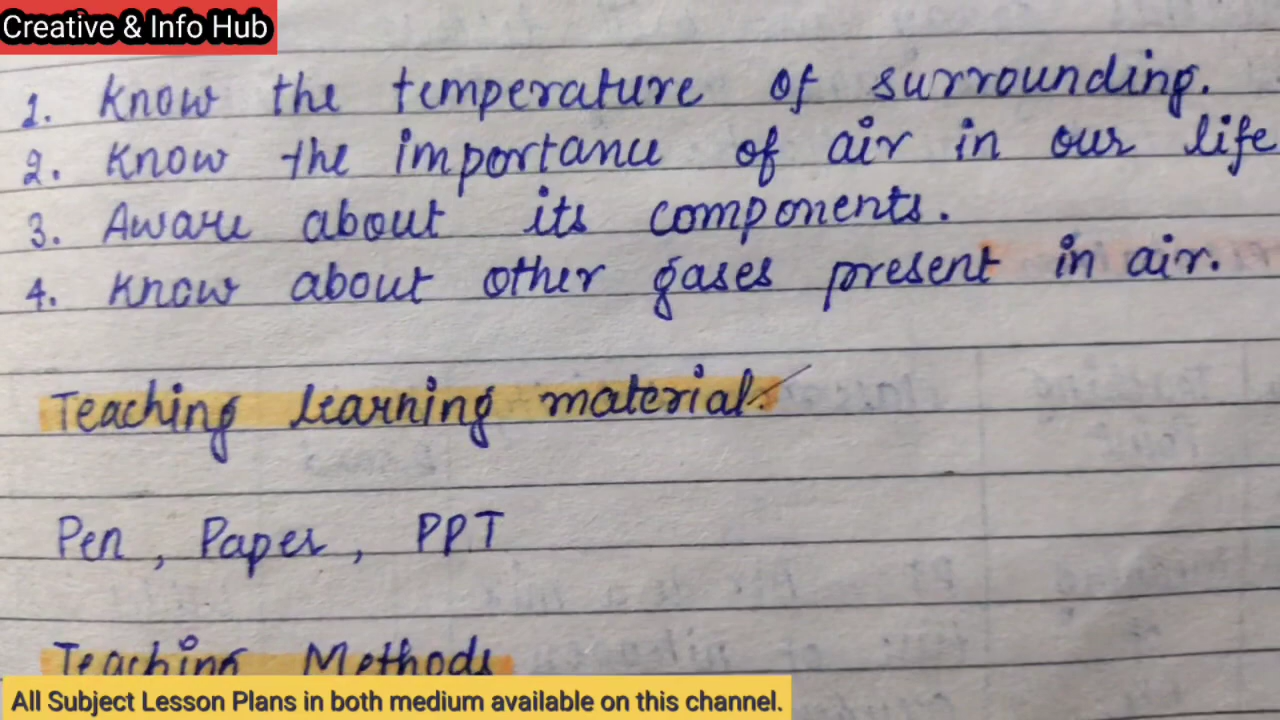 Creative & Info Hub
1. Know the temperature of surrounding.
2. Know the importance of air in our life
3. Aware about its components.
4. Know about other gases present in air.
Teaching learning material.
Pen, Paper, PPT
Teaching Methods
All Subject Lesson Plans in both medium available on this channel.